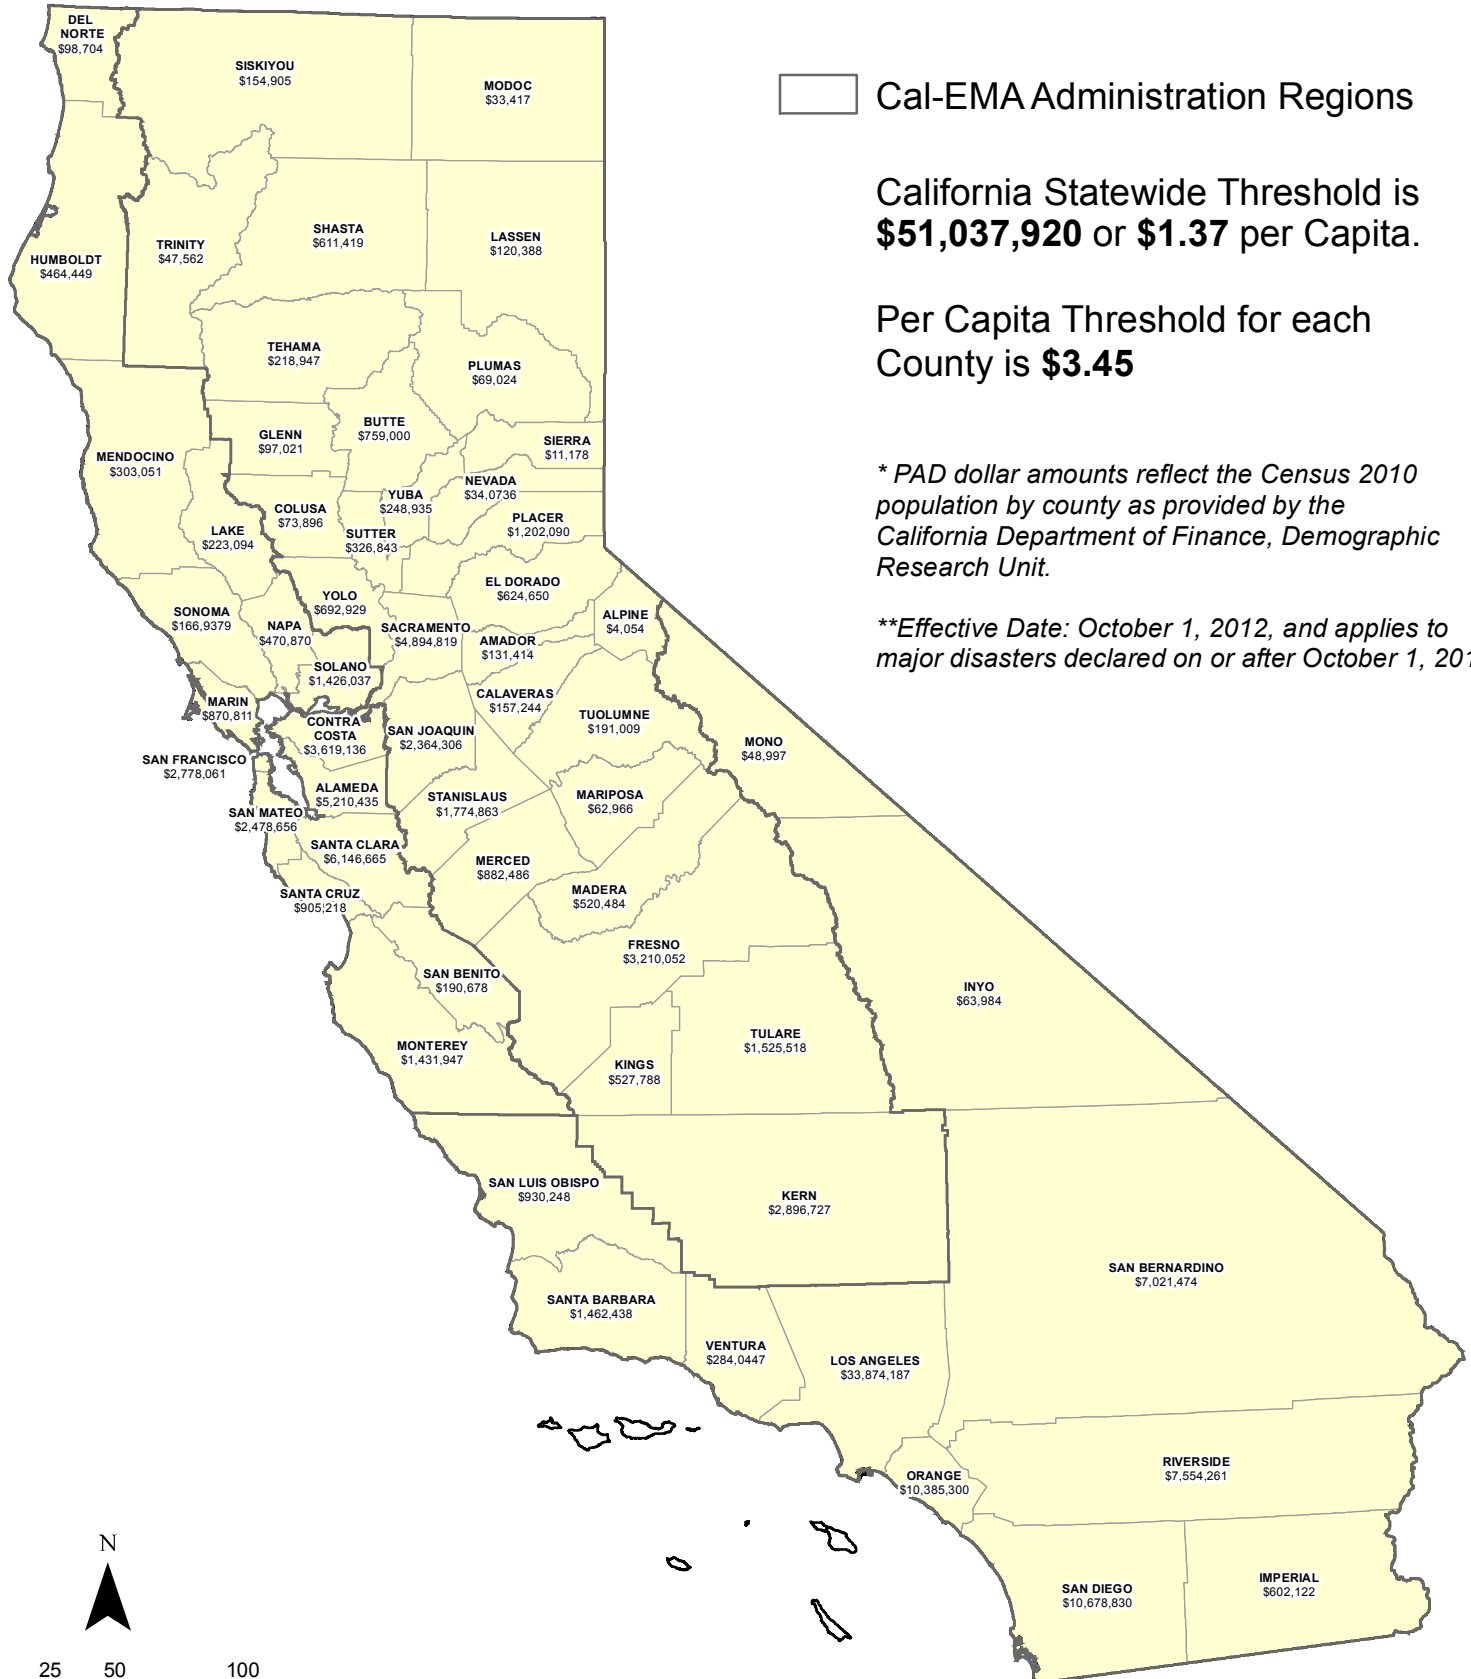 DEL
NORTE
$98,704
SISKIYOU
$154,905
MODOC
$33,417
Cal-EMA Administration Regions
California Statewide Threshold is
$51,037,920 or $1.37 per Capita.
Per Capita Threshold for each
County is $3.45
* PAD dollar amounts reflect the Census 2010
population by county as provided by the
California Department of Finance, Demographic
Research Unit.
**Effective Date: October 1, 2012, and applies to
major disasters declared on or after October 1, 201
HUMBOLDT
$464,449
TRINITY
$47,562
SHASTA
$611,419
LASSEN
$120,388
TEHAMA
$218,947
PLUMAS
$69,024
MENDOCINO
$303,051
GLENN
$97,021
BUTTE
$759,000
SIERRA
$11,178
LAKE
$223,094
COLUSA
$73,896
YUBA
$248,935
SUTTER
$326,843
NEVADA
$34,0736
PLACER
$1,202,090
SONOMA
$166,9379
NAPA
$470,870
YOLO
$692,929
SACRAMENTO
$4,894,819
EL DORADO
$624,650
AMADOR
$131,414
ALPINE
$4,054
SOLANO
$1,426,037
MARIN
$870,811
CONTRA
COSTA
$3,619,136
SAN JOAQUIN
$2,364,306
CALAVERAS
$157,244
TUOLUMNE
$191,009
MONO
$48,997
SAN FRANCISCO
$2,778,061
ALAMEDA
$5,210,435
STANISLAUS
$1,774,863
MARIPOSA
$62,966
SAN MATEO
$2,478,656
SANTA CLARA
$6,146,665
MERCED
$882,486
MADERA
$520,484
SANTA CRUZ
$905,218
FRESNO
$3,210,052
SAN BENITO
$190,678
INYO
$63,984
MONTEREY
$1,431,947
KINGS
$527,788
TULARE
$1,525,518
SAN LUIS OBISPO
$930,248
KERN
$2,896,727
SAN BERNARDINO
$7,021,474
SANTA BARBARA
$1,462,438
VENTURA
$284,0447
LOS ANGELES
$33,874,187
ORANGE
$10,385,300
RIVERSIDE
$7,554,261
SAN DIEGO
$10,678,830
IMPERIAL
$602,122
N
25 50 100